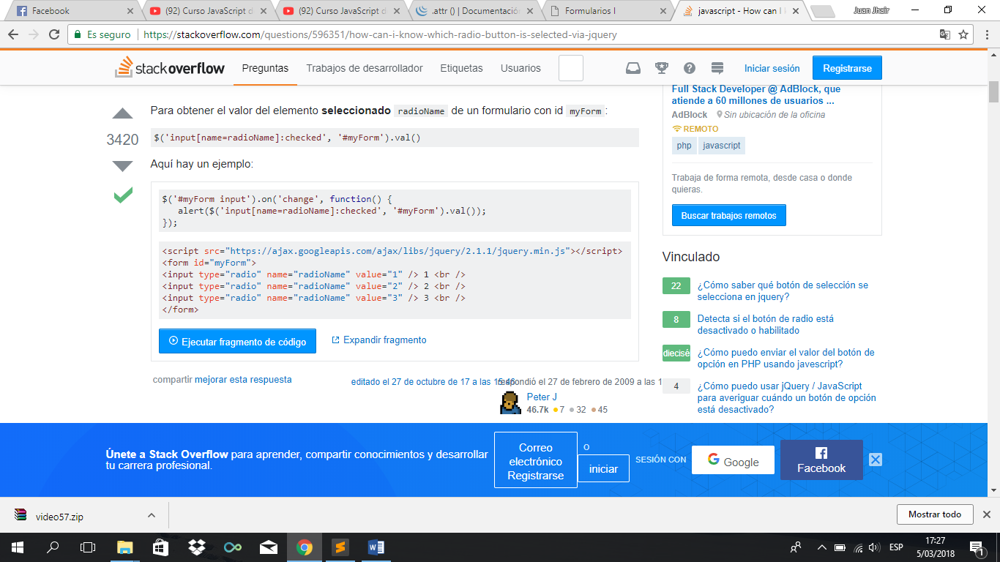 Facebook
(92) Curso JavaScript d
(92) Curso JavaScript d
.attr () | Documentació
Formularios I
javascript - How can I
Juan Jhair
Es seguro
https://stackoverflow.com/questions/596351/how-can-i-know-which-radio-button-is-selected-via-jquery
stackoverflow
Preguntas
Trabajos de desarrollador
Etiquetas
Usuarios
Iniciar sesión
Registrarse
Para obtener el valor del elemento seleccionado radioName de un formulario con id myForm :
3420
$('input[name=radioName]:checked', '#myForm').val()
Aquí hay un ejemplo:
$('#myForm input').on('change', function() {
alert($('input[name=radioName]:checked', '#myForm').val());
});
<script src="https://ajax.googleapis.com/ajax/libs/jquery/2.1.1/jquery.min.js"></script>
<form id="myForm">
<input type="radio" name="radioName" value="1" /> 1 <br />
<input type="radio" name="radioName" value="2" /> 2 <br />
<input type="radio" name="radioName" value="3" /> 3 <br />
</form>
Ejecutar fragmento de código
Expandir fragmento
compartir mejorar esta respuesta
editado el 27 de octubre de 17 a las
respondió el 27 de febrero de 2009 a las 1
Peter J
46.7k 7 32 45
Full Stack Developer @ AdBlock, que
atiende a 60 millones de usuarios ...
AdBlock Sin ubicación de la oficina
REMOTO
php javascript
Trabaja de forma remota, desde casa o donde
quieras.
Buscar trabajos remotos
Vinculado
22 ¿Cómo saber qué botón de selección se
selecciona en jquery?
8 Detecta si el botón de radio está
desactivado o habilitado
diecisé ¿Cómo puedo enviar el valor del botón de
opción en PHP usando javescript?
4 ¿Cómo puedo usar jQuery / JavaScript
para averiguar cuándo un botón de opción
está desactivado?
Únete a Stack Overflow para aprender, compartir conocimientos y desarrollar
tu carrera profesional.
Correo
electrónico
Registrarse
O
iniciar
SESIÓN CON
Google
Facebook
video57.zip
Mostrar todo
ESP
17:27
5/03/2018
1